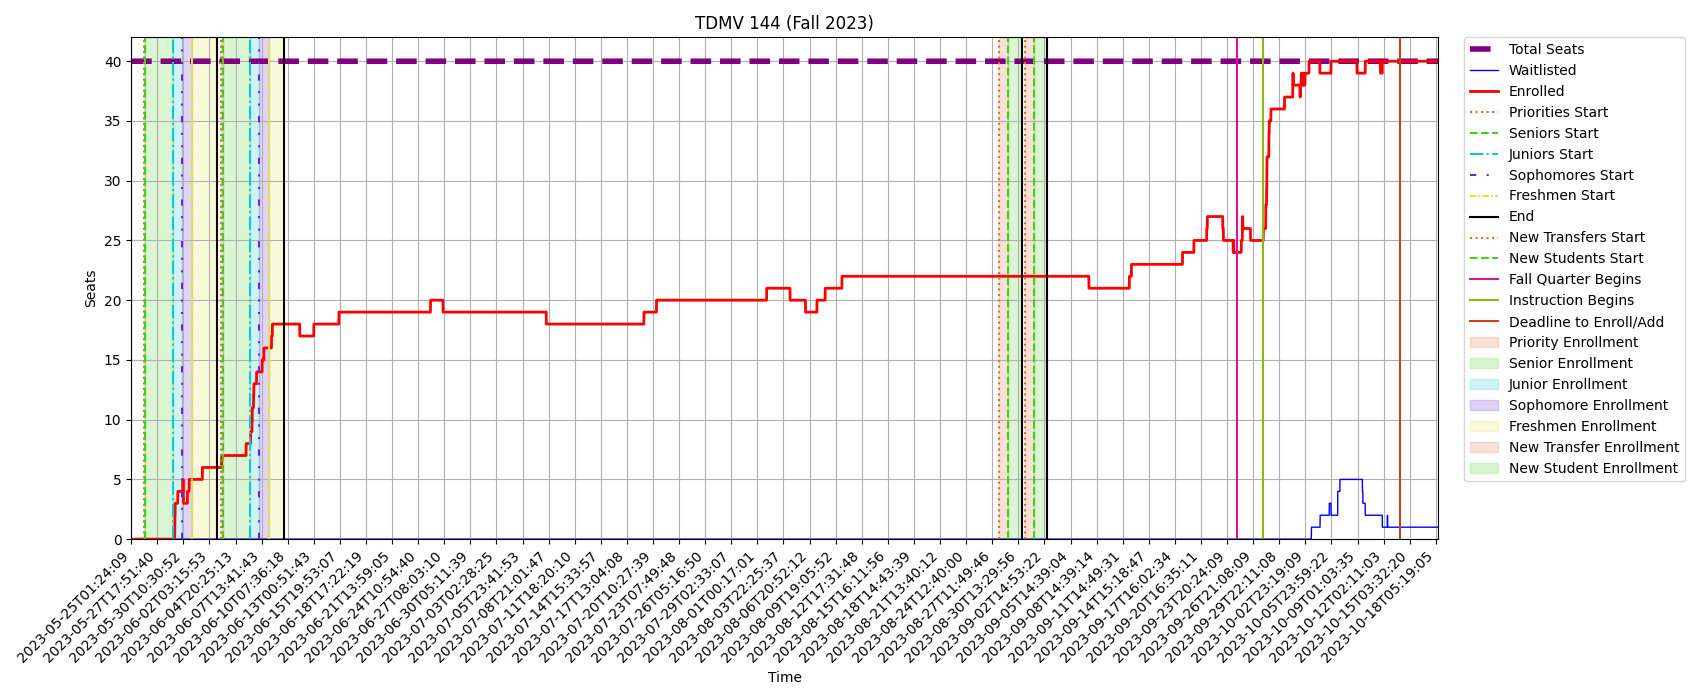 TDMV 144 (Fall 2023)
Seats
40
35
30
25
20
15
10
5
0
2023-05-25T01:24:09
2023-05-27T17:51:40
2023-05-30T10:30:52
2023-06-02T03:15:53
2023-06-04T20:25:13
2023-06-07T13:41:43
2023-06-10T07:36:18
2023-06-13T00:51:43
2023-06-15T19:53:07
2023-06-18T17:22:19
2023-06-21T13:59:05
2023-06-24T10:54:40
2023-06-27T08:03:10
2023-06-30T05:11:39
2023-07-03T02:28:25
2023-07-05T23:41:53
2023-07-08T21:01:47
2023-07-11T18:20:10
2023-07-14T15:33:57
2023-07-17T13:04:08
2023-07-20T10:27:39
2023-07-23T07:49:48
2023-07-26T05:16:50
2023-07-29T02:33:07
2023-08-01T00:17:01
2023-08-03T22:25:37
2023-08-06T20:52:12
2023-08-09T19:05:52
2023-08-12T17:31:48
2023-08-15T16:11:56
2023-08-18T14:43:39
2023-08-21T13:40:12
2023-08-24T12:40:00
2023-08-27T11:49:46
2023-08-30T13:29:56
2023-09-02T14:53:22
2023-09-05T14:39:04
2023-09-08T14:39:14
2023-09-11T14:49:31
2023-09-14T15:18:47
2023-09-17T16:02:34
2023-09-20T16:35:11
2023-09-23T20:24:09
2023-09-26T21:08:09
2023-09-29T22:11:08
2023-10-02T23:19:09
2023-10-05T23:59:22
2023-10-09T01:03:35
2023-10-12T02:11:03
2023-10-15T03:32:20
2023-10-18T05:19:05
Time
Total Seats
Waitlisted
Enrolled
Priorities Start
Seniors Start
Juniors Start
Sophomores Start
Freshmen Start
End
New Transfers Start
New Students Start
Fall Quarter Begins
Instruction Begins
Deadline to Enroll/Add
Priority Enrollment
Senior Enrollment
Junior Enrollment
Sophomore Enrollment
Freshmen Enrollment
New Transfer Enrollment
New Student Enrollment